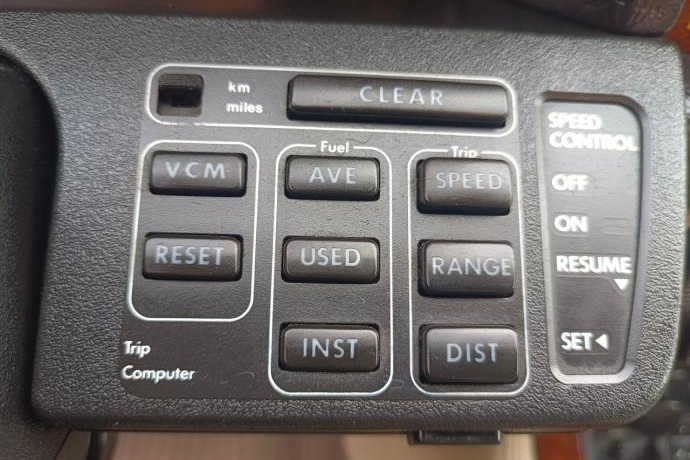 km
miles
CLEAR
VCM
RESET
Fuel
AVE
USED
INST
Trip
SPEED
RANGE
DIST
Trip
Computer
SPEED
CONTROL
OFF
ON
RESUME
SET